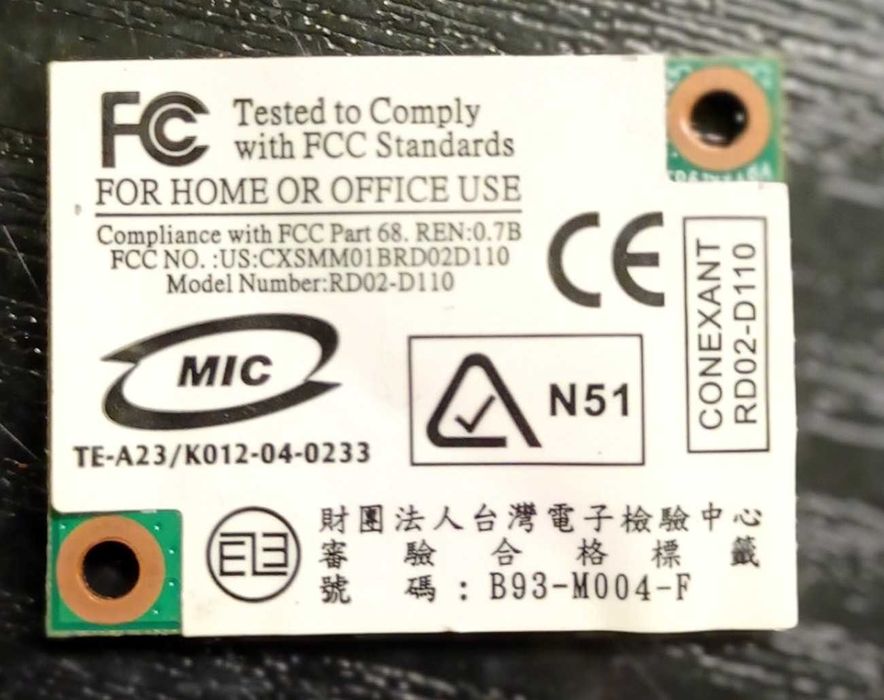 FC Tested to Comply
with FCC Standards
FOR HOME OR OFFICE USE
Compliance with FCC Part 68. REN:0.7B
FCC NO. :US:CXSMM01BRD02D110
Model Number:RD02-D110
CE
CONEXANT
RD02-D110
MIC
TE-A23/K012-04-0233
N51
財團法人台灣電子檢驗中心
審驗合格標籤
號碼:B93-M004-F